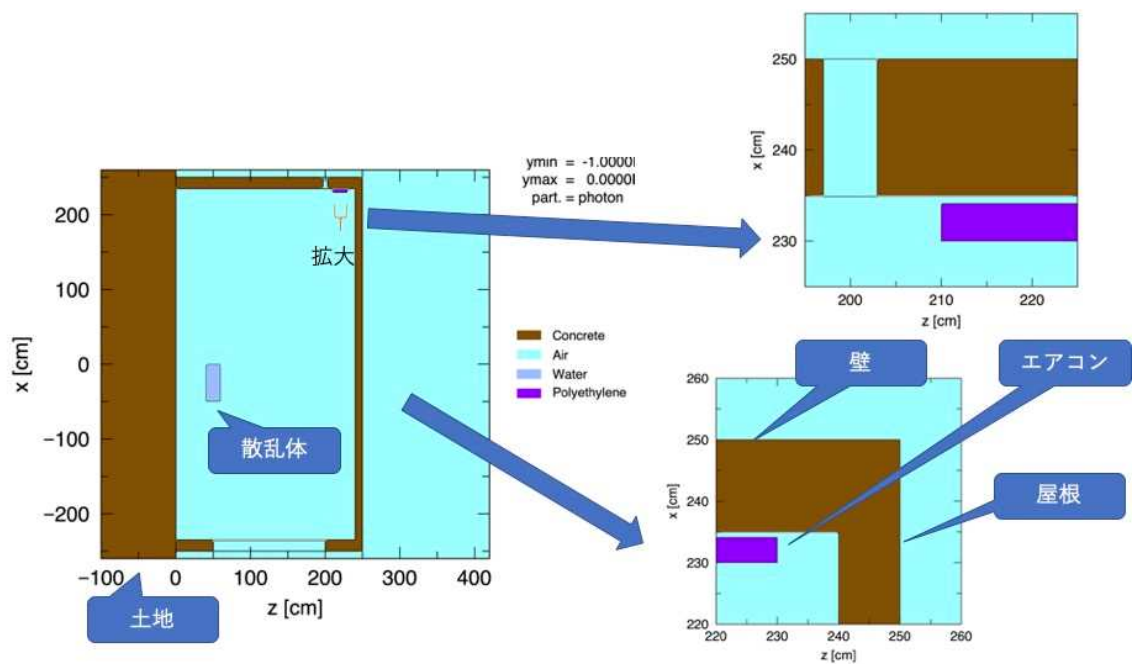 ymin = -1.0000
ymax = 0.0000
part. = photon
拡大
x [cm]
200
100
0
−100
−200
-100
0
100
200
300
400
z [cm]
散乱体
土地
Concrete
Air
Water
Polyethylene
x [cm]
250
240
230
200
210
220
z [cm]
壁
エアコン
屋根
x [cm]
260
250
240
230
220
220
230
240
250
260
z [cm]